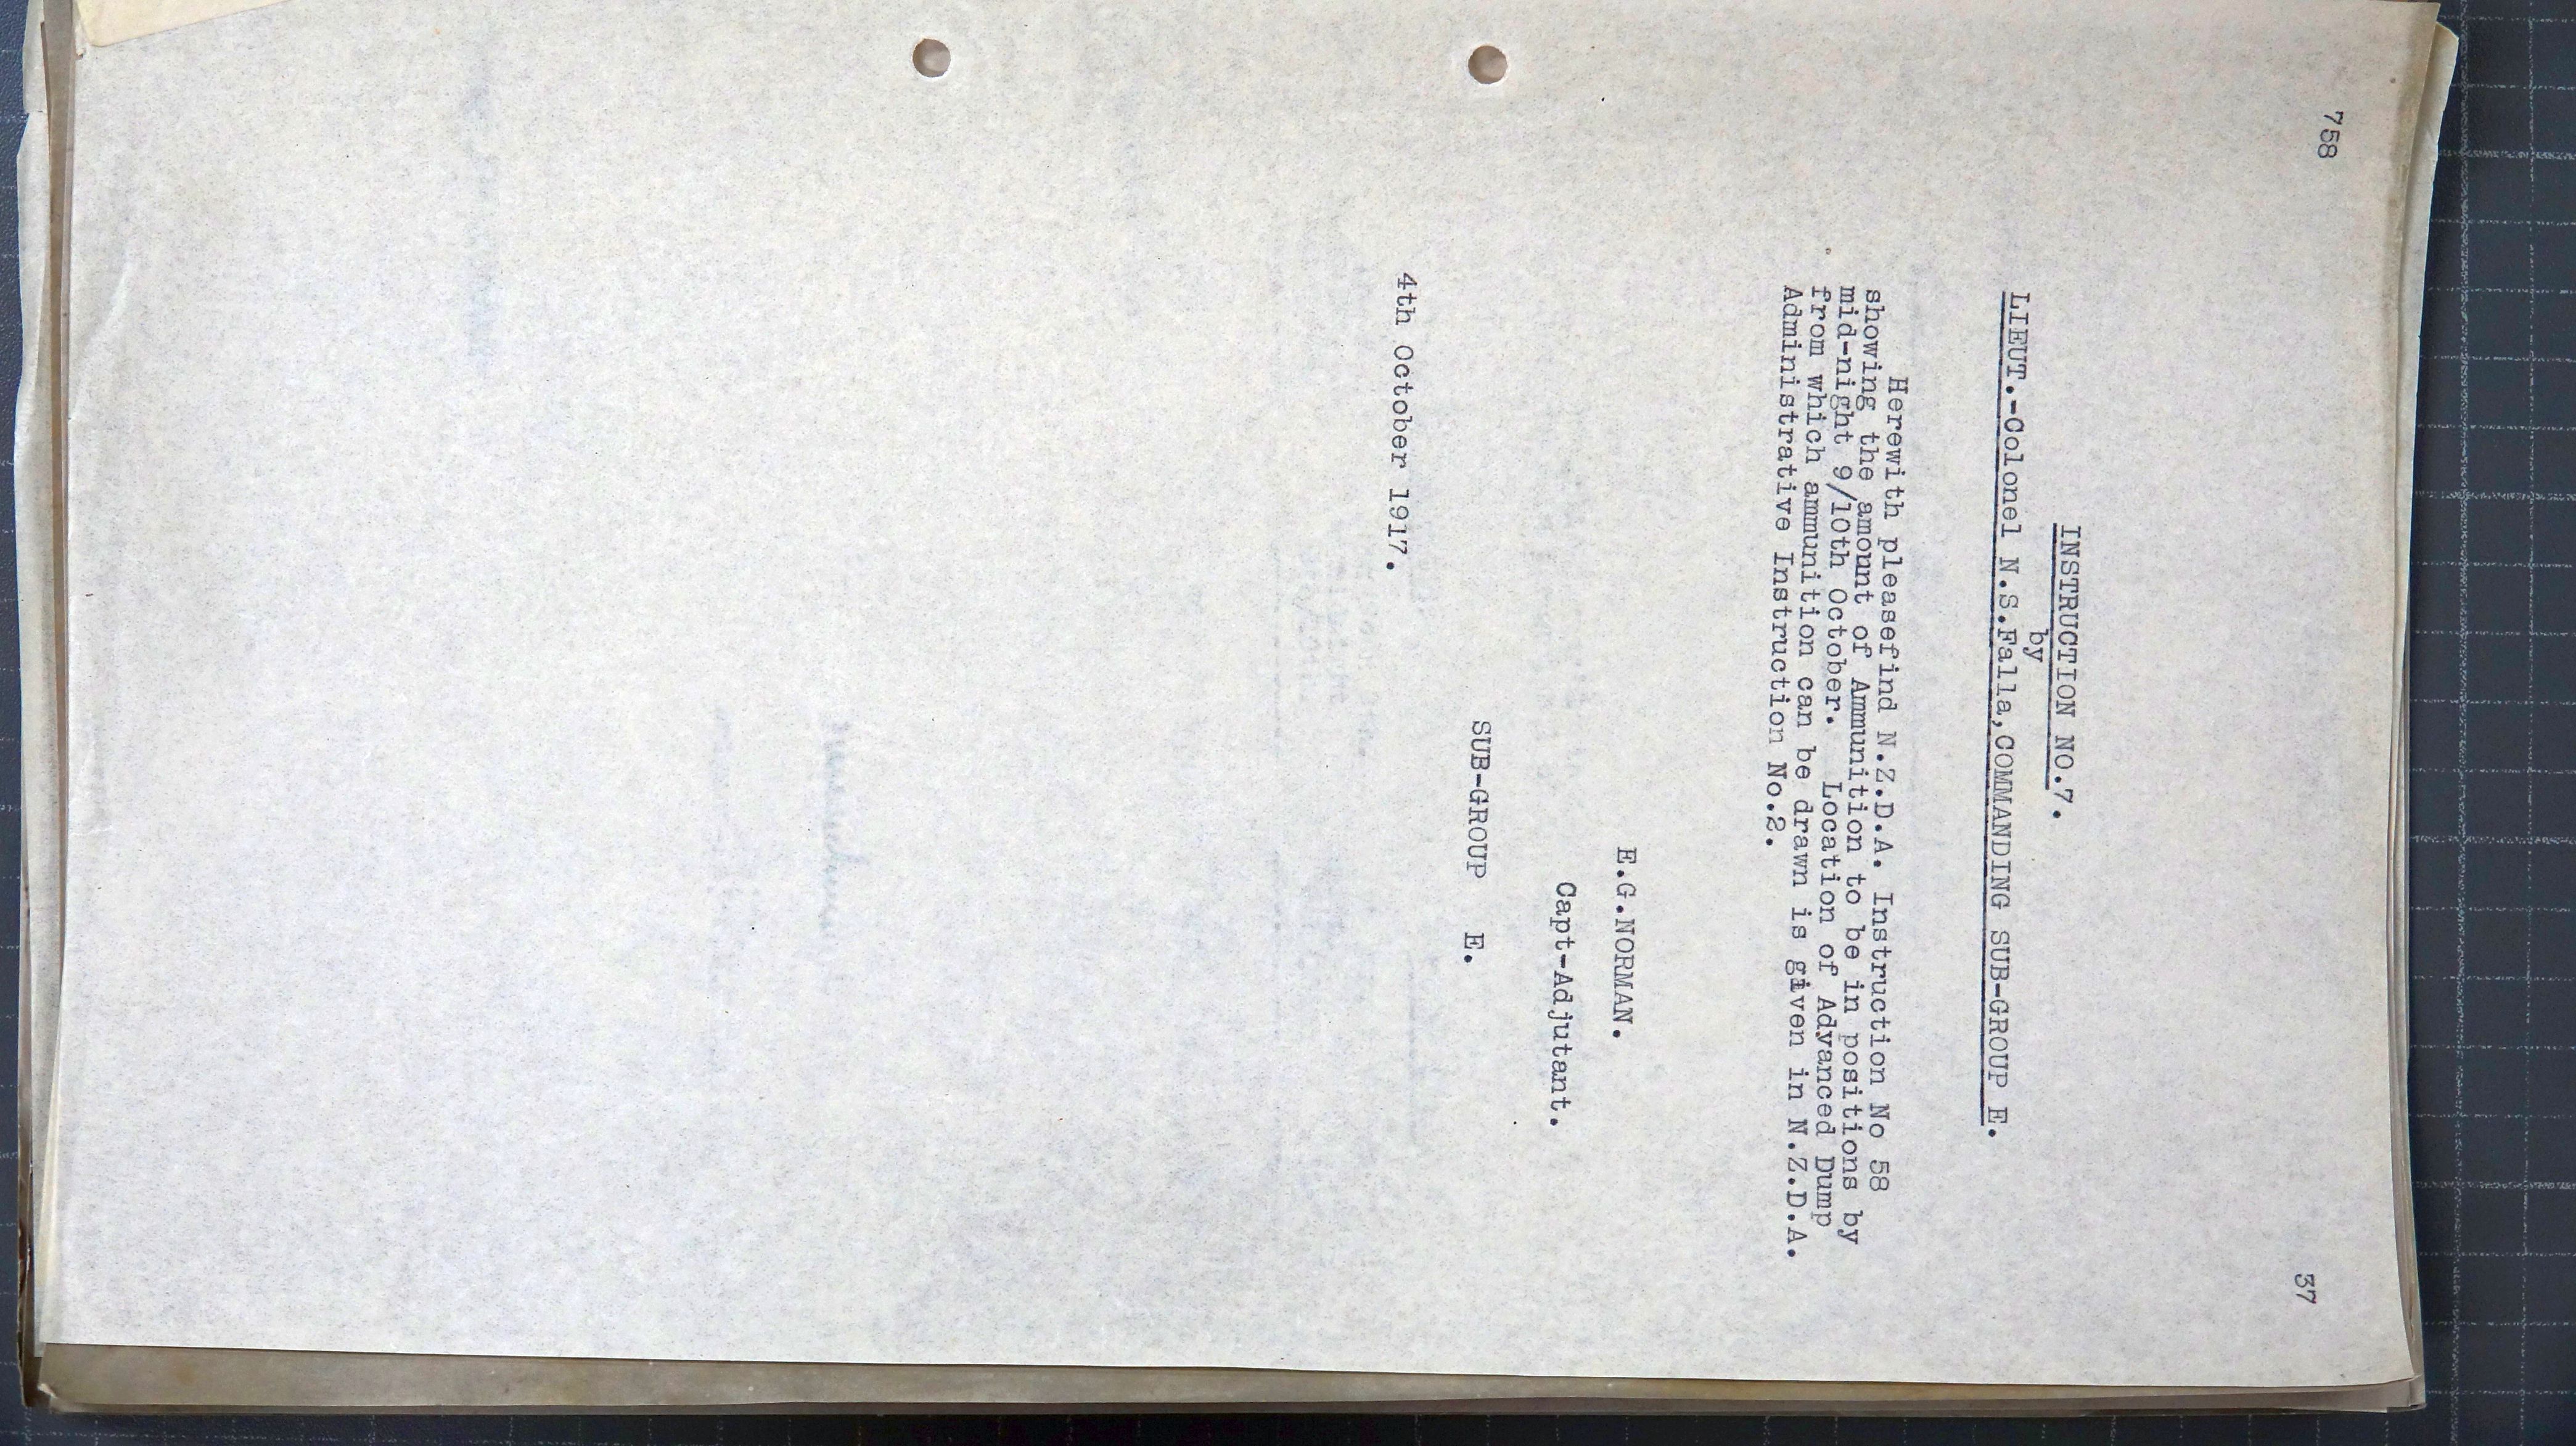 758
37
INSTRUCTION NO.7.
by
LIEUT.-Colonel N.S.Falla,COMMANDING SUB-GROUP E.
Herewith pleasefind N.Z.D.A. Instruction No 58
showing the amount of Ammunition to be in positions by
mid-night 9/10th October. Location of Advanced Dump
from which ammunition can be drawn is given in N.Z.D.A.
Administrative Instruction No.2.
E.G.NORMAN.
Capt-Adjutant.
SUB-GROUP E.
4th October 1917.